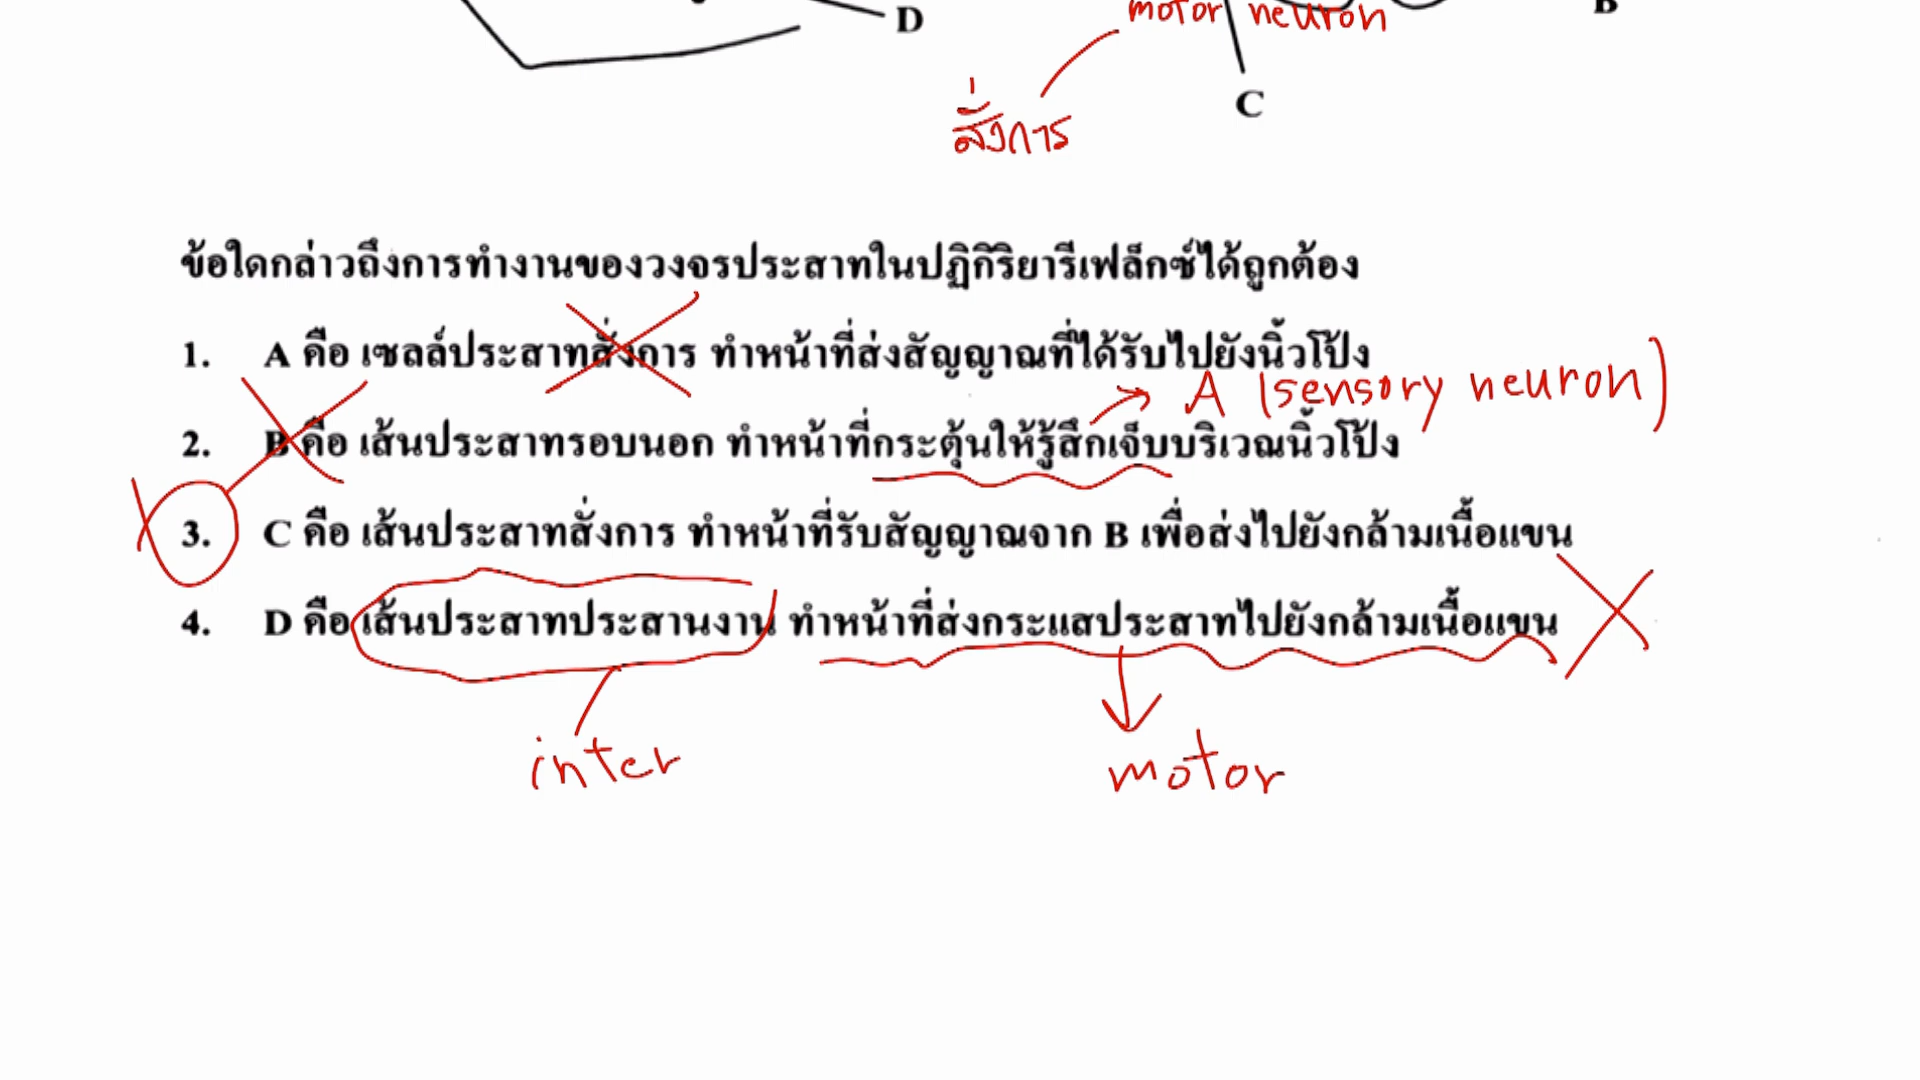 motor neuron
B
D
C
สั่งการ
ข้อใดกล่าวถึงการทำงานของวงจรประสาทในปฏิกิริยารีเฟล็กซ์ได้ถูกต้อง
1. A คือ เซลล์ประสาทสั่งการ ทำหน้าที่ส่งสัญญาณที่ได้รับไปยังนิ้วโป้ง
A (sensory neuron)
2. B คือ เส้นประสาทรอบนอก ทำหน้าที่กระตุ้นให้รู้สึกเจ็บบริเวณนิ้วโป้ง
3. C คือ เส้นประสาทสั่งการ ทำหน้าที่รับสัญญาณจาก B เพื่อส่งไปยังกล้ามเนื้อแขน
4. D คือ เส้นประสาทประสานงาน ทำหน้าที่ส่งกระแสประสาทไปยังกล้ามเนื้อแขน
inter
motor